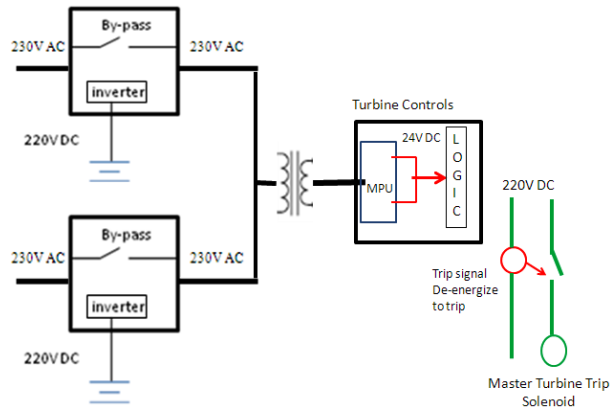 By-pass
230V AC
230V AC
inverter
220V DC
Turbine Controls
24V DC
MPU
LOGIC
220V DC
By-pass
230V AC
230V AC
inverter
220V DC
Trip signal
De-energize
to trip
Master Turbine Trip
Solenoid